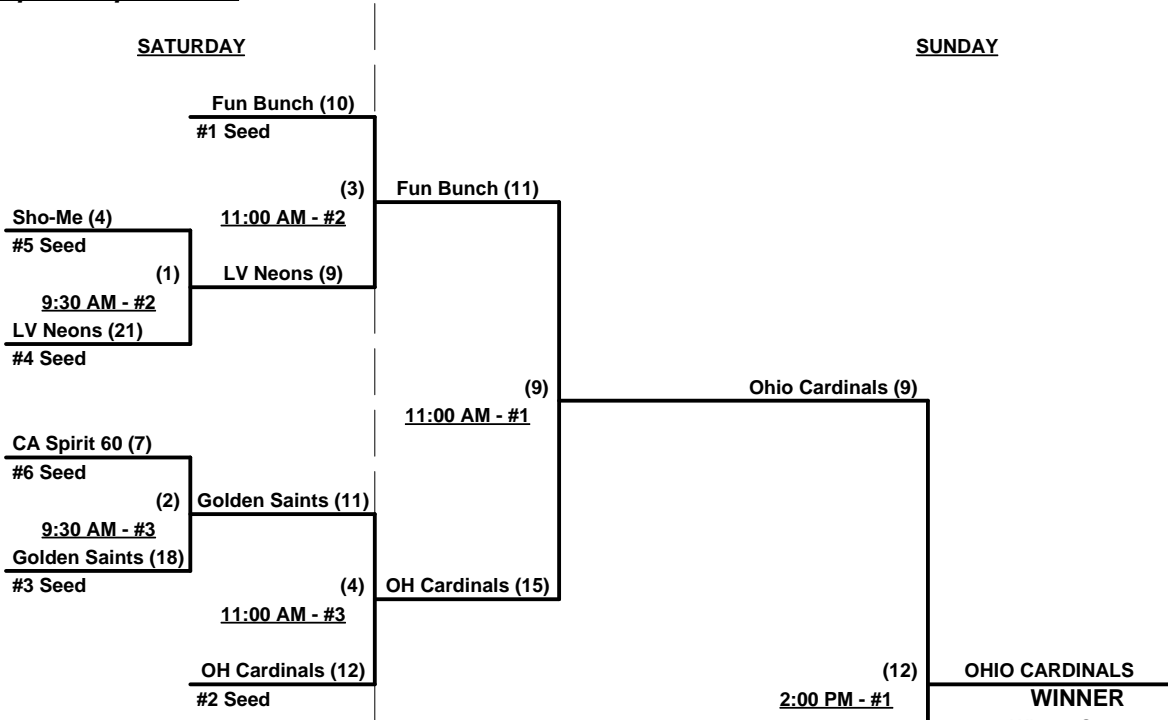 SATURDAY
SUNDAY
Fun Bunch (10)
#1 Seed
(3)
Fun Bunch (11)
Sho-Me (4)
11:00 AM - #2
#5 Seed
(1)
LV Neons (9)
9:30 AM - #2
LV Neons (21)
#4 Seed
(9)
Ohio Cardinals (9)
11:00 AM - #1
CA Spirit 60 (7)
#6 Seed
(2)
Golden Saints (11)
9:30 AM - #3
Golden Saints (18)
#3 Seed
(4)
OH Cardinals (15)
11:00 AM - #3
OH Cardinals (12)
(12)
OHIO CARDINALS
#2 Seed
2:00 PM - #1
WINNER